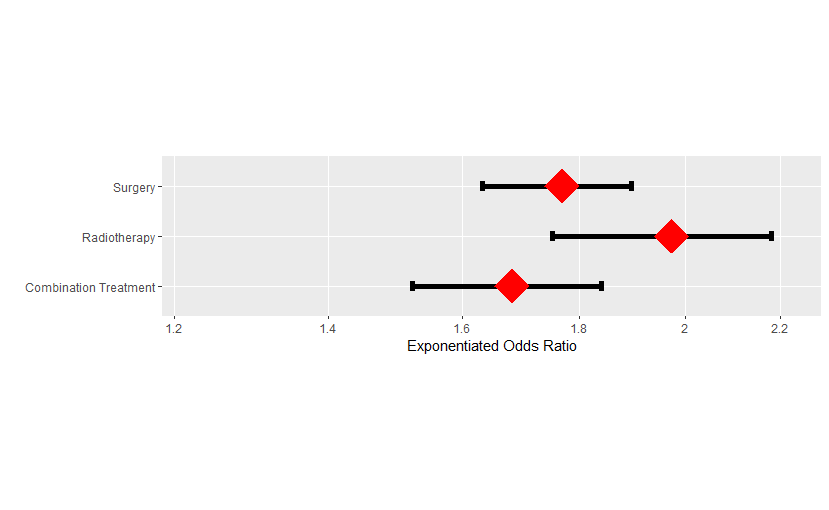 Surgery
Radiotherapy
Combination Treatment
1.2 1.4 1.6 1.8 2 2.2
Exponentiated Odds Ratio